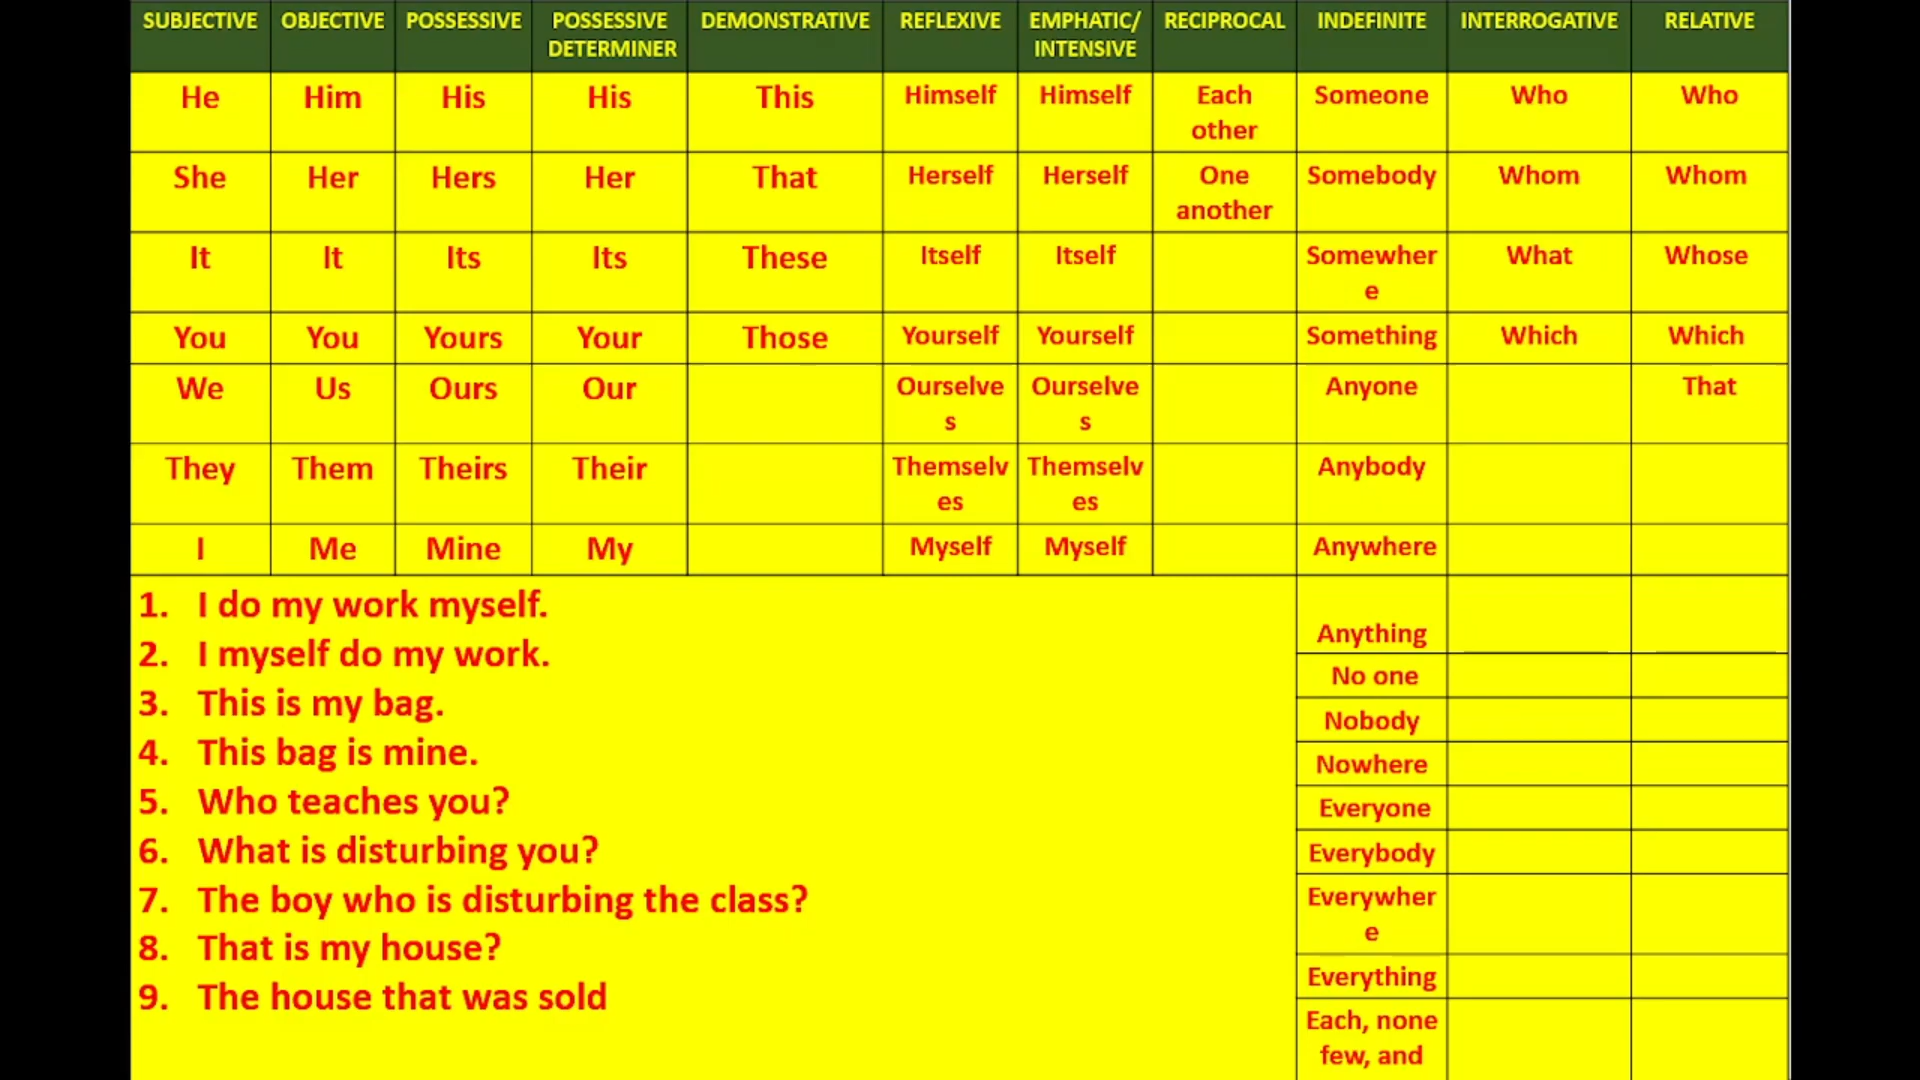 SUBJECTIVE OBJECTIVE POSSESSIVE POSSESSIVE DETERMINER DEMONSTRATIVE REFLEXIVE EMPHATIC/ INTENSIVE RECIPROCAL INDEFINITE INTERROGATIVE RELATIVE
He Him His His This Himself Himself Each other Someone Who Who
She Her Hers Her That Herself Herself One another Somebody Whom Whom
It It Its Its These Itself Itself Somewhere What Whose
You You Yours Your Those Yourself Yourself Something Which Which
We Us Ours Our Ourselves Ourselves Anyone That
They Them Theirs Their Themselves Themselves Anybody
I Me Mine My Myself Myself Anywhere
1. I do my work myself.
2. I myself do my work.
3. This is my bag.
4. This bag is mine.
5. Who teaches you?
6. What is disturbing you?
7. The boy who is disturbing the class?
8. That is my house?
9. The house that was sold
Anything
No one
Nobody
Nowhere
Everyone
Everybody
Everywhere
Everything
Each, none
few, and